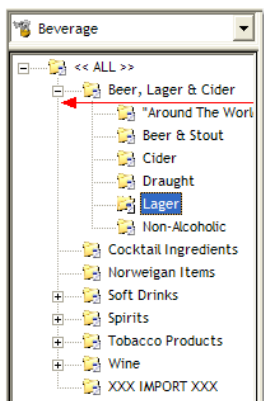 Beverage
<< ALL >>
Beer, Lager & Cider
"Around The Worl
Beer & Stout
Cider
Draught
Lager
Non-Alcoholic
Cocktail Ingredients
Norweigan Items
Soft Drinks
Spirits
Tobacco Products
Wine
XXX IMPORT XXX